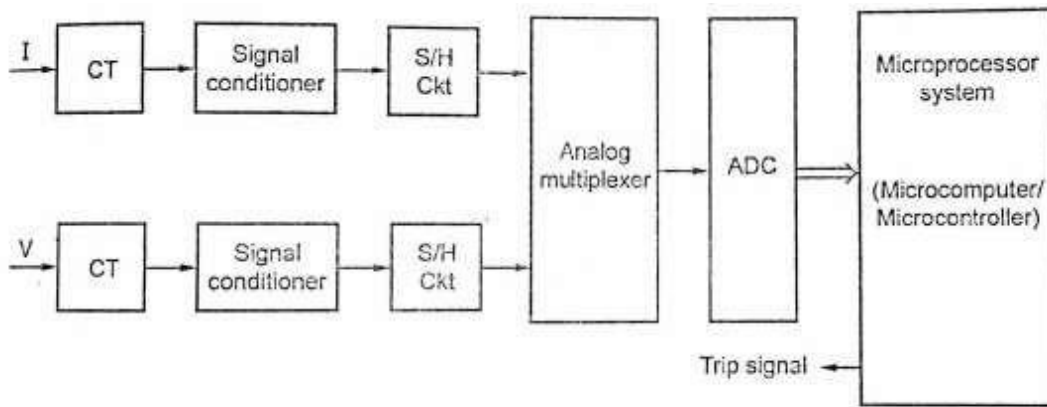 I
CT
Signal
conditioner
S/H
Ckt
Analog
multiplexer
ADC
Microprocessor
system
(Microcomputer/
Microcontroller)
V
CT
Signal
conditioner
S/H
Ckt
Trip signal